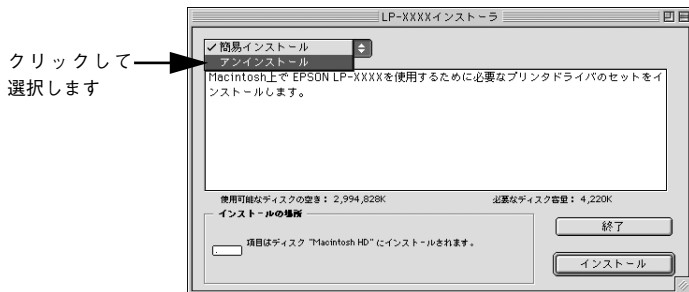 LP-XXXXインストーラ
クリックして
選択します
✓簡易インストール
アンインストール
Macintosh上で EPSON LP-XXXXを使用するために必要なプリンタドライバのセットをイ
ンストールします。
使用可能なディスクの空き： 2,994,828K 必要なディスク容量： 4,220K
インストールの場所
項目はディスク "Macintosh HD" にインストールされます。
終了
インストール